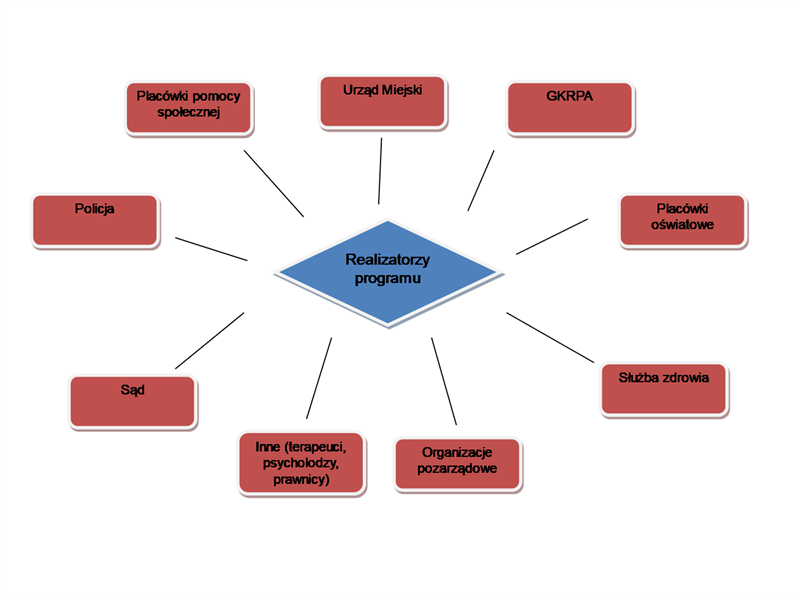 Placówki pomocy
społecznej
Urząd Miejski
GKRPA
Policja
Placówki
oświatowe
Realizatorzy
programu
Sąd
Służba zdrowia
Inne (terapeuci,
psycholodzy,
prawnicy)
Organizacje
pozarządowe